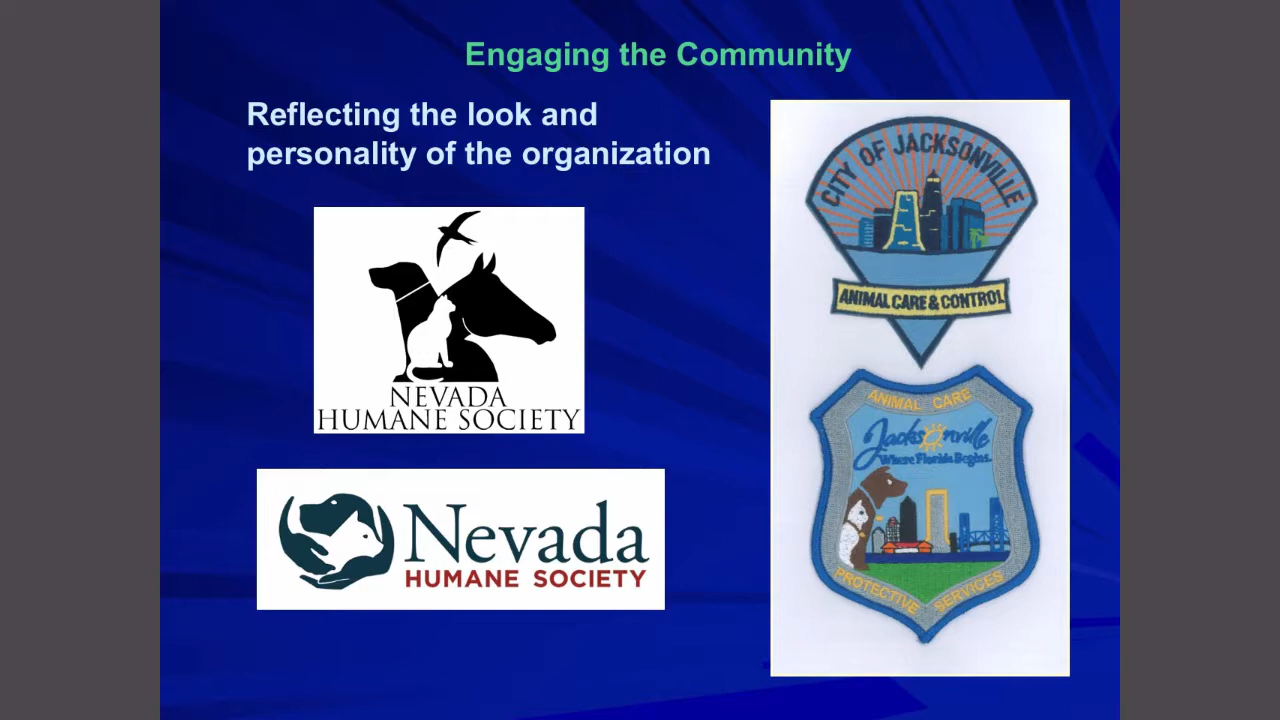 Engaging the Community
Reflecting the look and
personality of the organization
NEVADA
HUMANE SOCIETY
Nevada
HUMANE SOCIETY
CITY OF JACKSONVILLE
ANIMAL CARE & CONTROL
ANIMAL CARE
Jacksonville
Where Florida Begins.
PROTECTIVE SERVICES